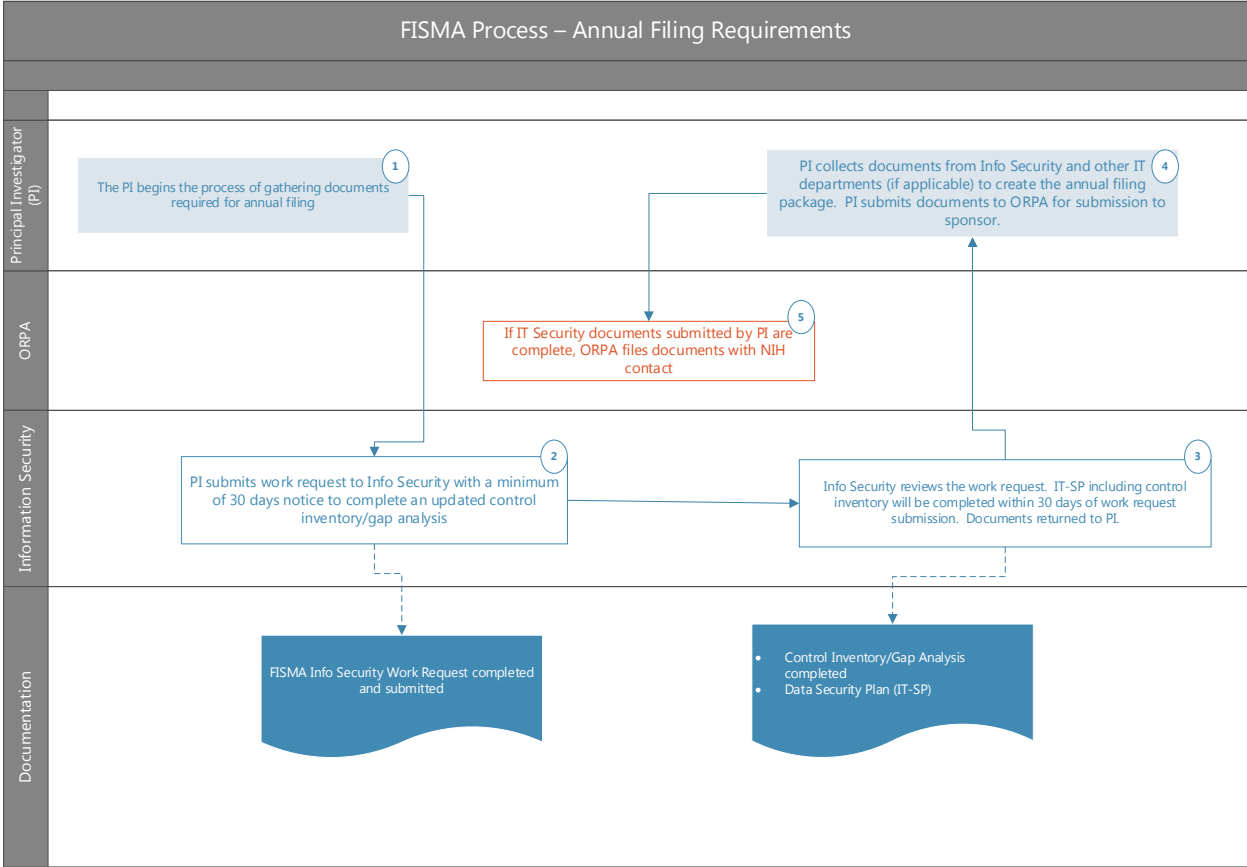 FISMA Process – Annual Filing Requirements
Principal Investigator
(PI)
1
The PI begins the process of gathering documents
required for annual filing
4
PI collects documents from Info Security and other IT
departments (if applicable) to create the annual filing
package. PI submits documents to ORPA for submission to
sponsor.
ORPA
5
If IT Security documents submitted by PI are
complete, ORPA files documents with NIH
contact
Information Security
2
PI submits work request to Info Security with a minimum
of 30 days notice to complete an updated control
inventory/gap analysis
3
Info Security reviews the work request. IT-SP including control
inventory will be completed within 30 days of work request
submission. Documents returned to PI.
Documentation
FISMA Info Security Work Request completed
and submitted
• Control Inventory/Gap Analysis
completed
• Data Security Plan (IT-SP)